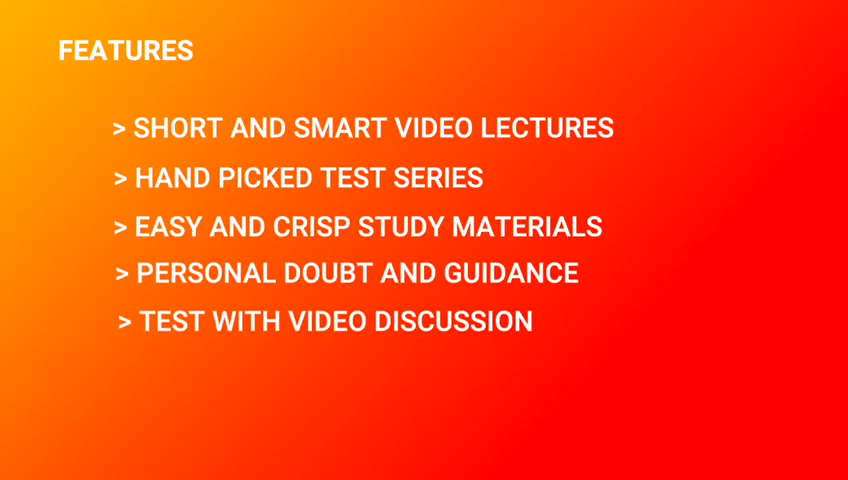 FEATURES
> SHORT AND SMART VIDEO LECTURES
> HAND PICKED TEST SERIES
> EASY AND CRISP STUDY MATERIALS
> PERSONAL DOUBT AND GUIDANCE
> TEST WITH VIDEO DISCUSSION